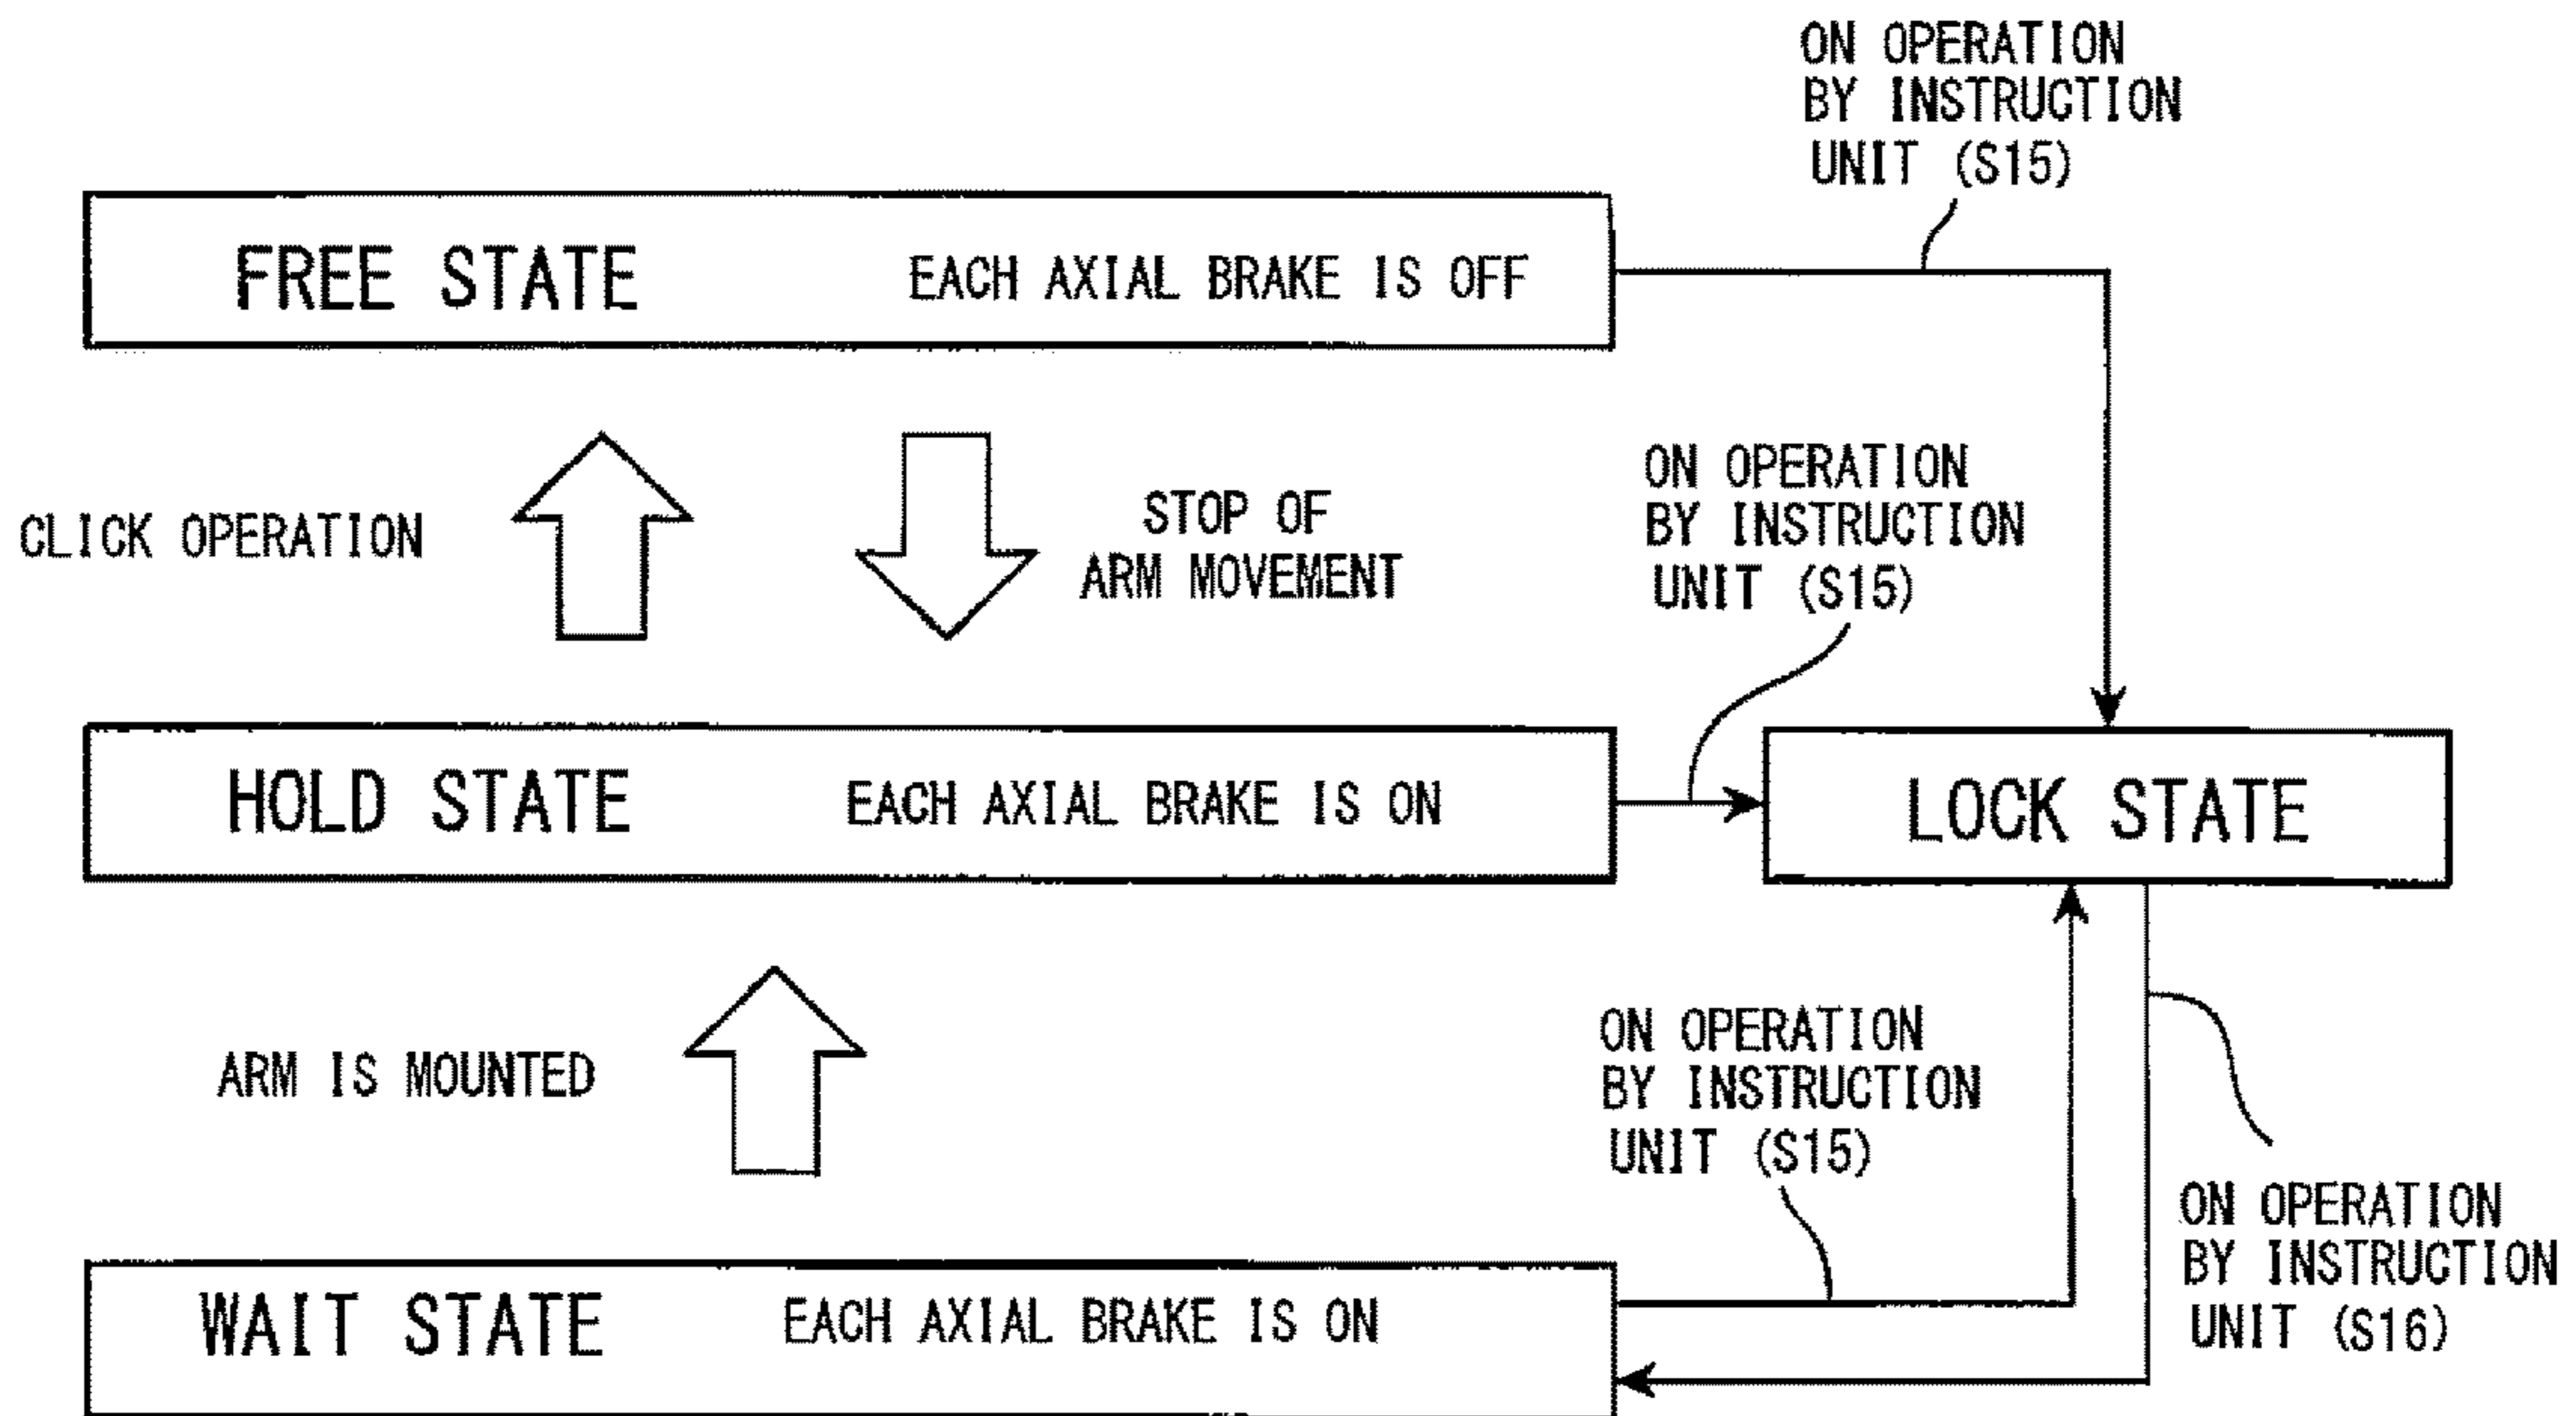 ON OPERATION
BY INSTRUCTION
UNIT (S15)
FREE STATE EACH AXIAL BRAKE IS OFF
CLICK OPERATION
STOP OF
ARM MOVEMENT
ON OPERATION
BY INSTRUCTION
UNIT (S15)
HOLD STATE EACH AXIAL BRAKE IS ON
LOCK STATE
ARM IS MOUNTED
ON OPERATION
BY INSTRUCTION
UNIT (S15)
ON OPERATION
BY INSTRUCTION
UNIT (S16)
WAIT STATE EACH AXIAL BRAKE IS ON